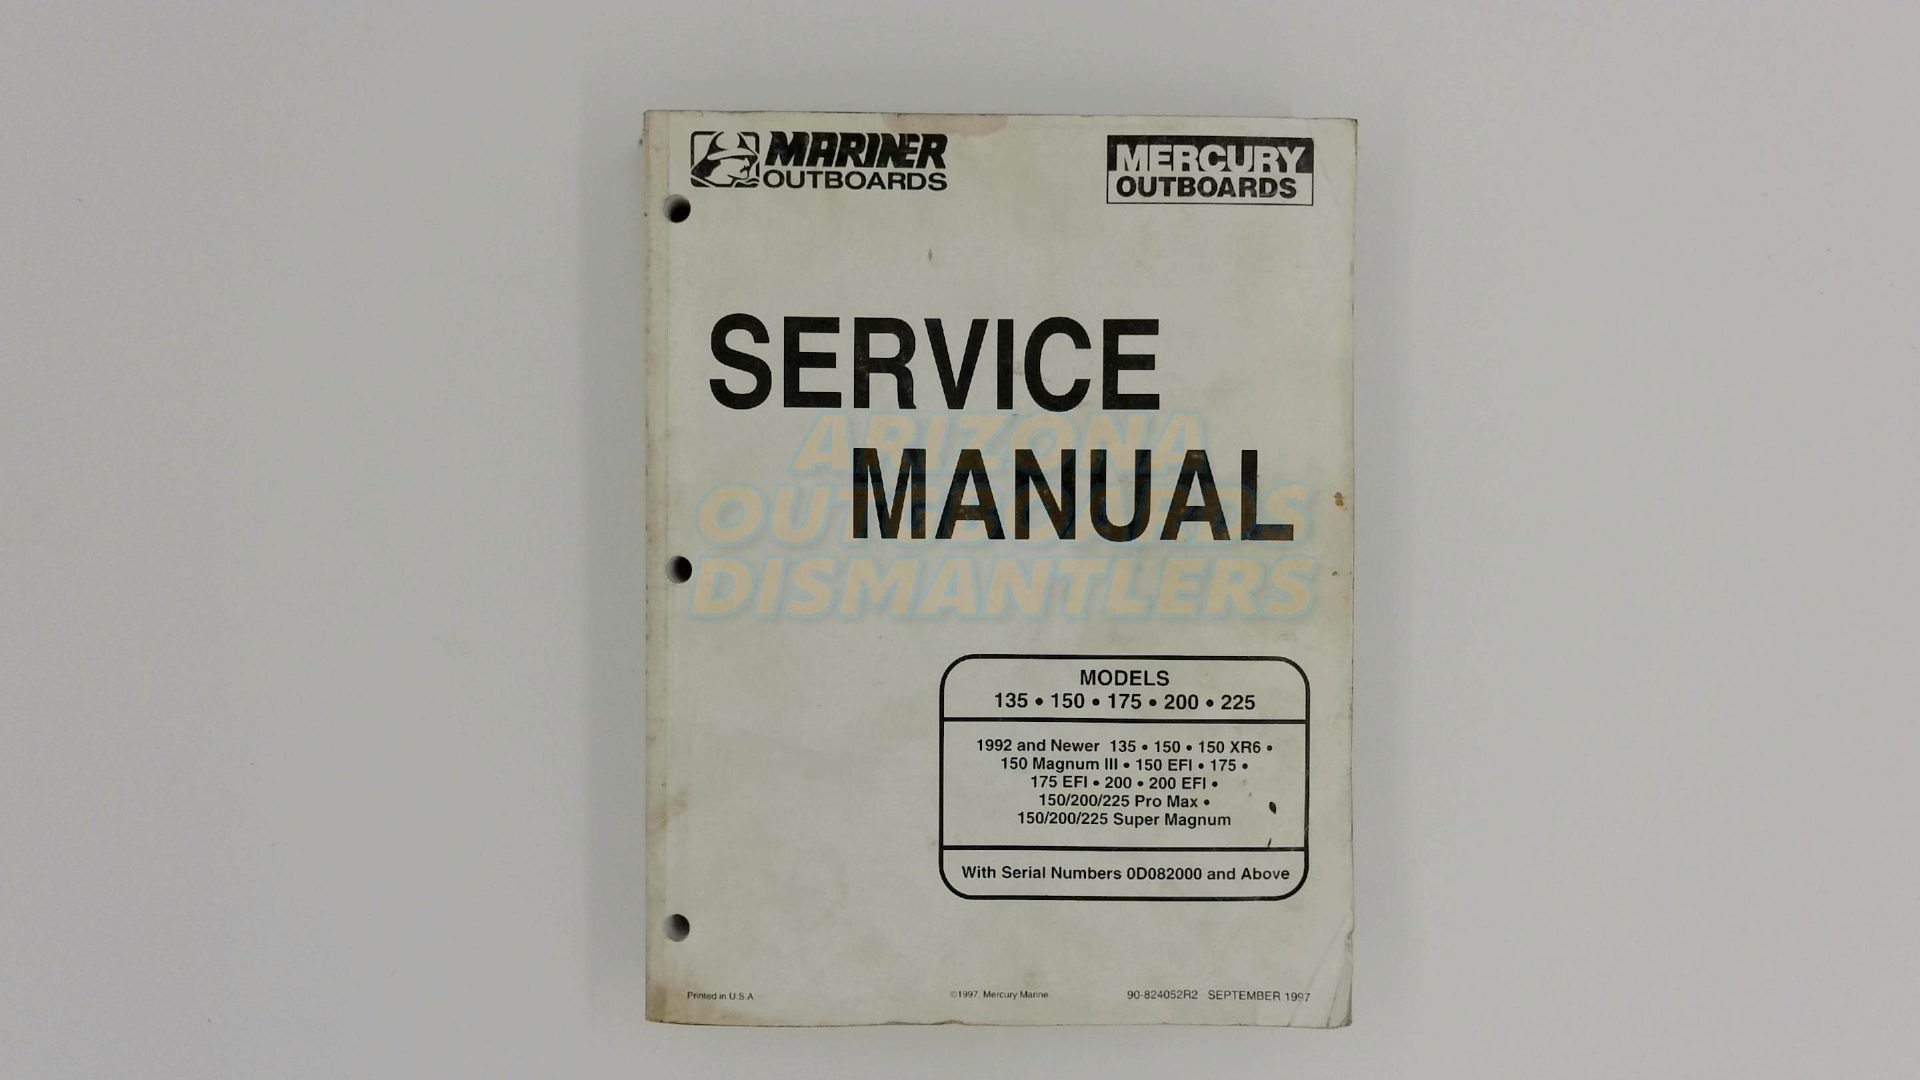 MARINER
OUTBOARDS
MERCURY
OUTBOARDS
SERVICE
MANUAL
ARIZONA
OUTBOARDS
DISMANTLERS
MODELS
135 • 150 • 175 • 200 • 225
1992 and Newer 135 • 150 • 150 XR6 •
150 Magnum III • 150 EFI • 175 •
175 EFI • 200 • 200 EFI •
150/200/225 Pro Max •
150/200/225 Super Magnum
With Serial Numbers 0D082000 and Above
Printed in U.S.A.
©1997, Mercury Marine
90-824052R2 SEPTEMBER 1997